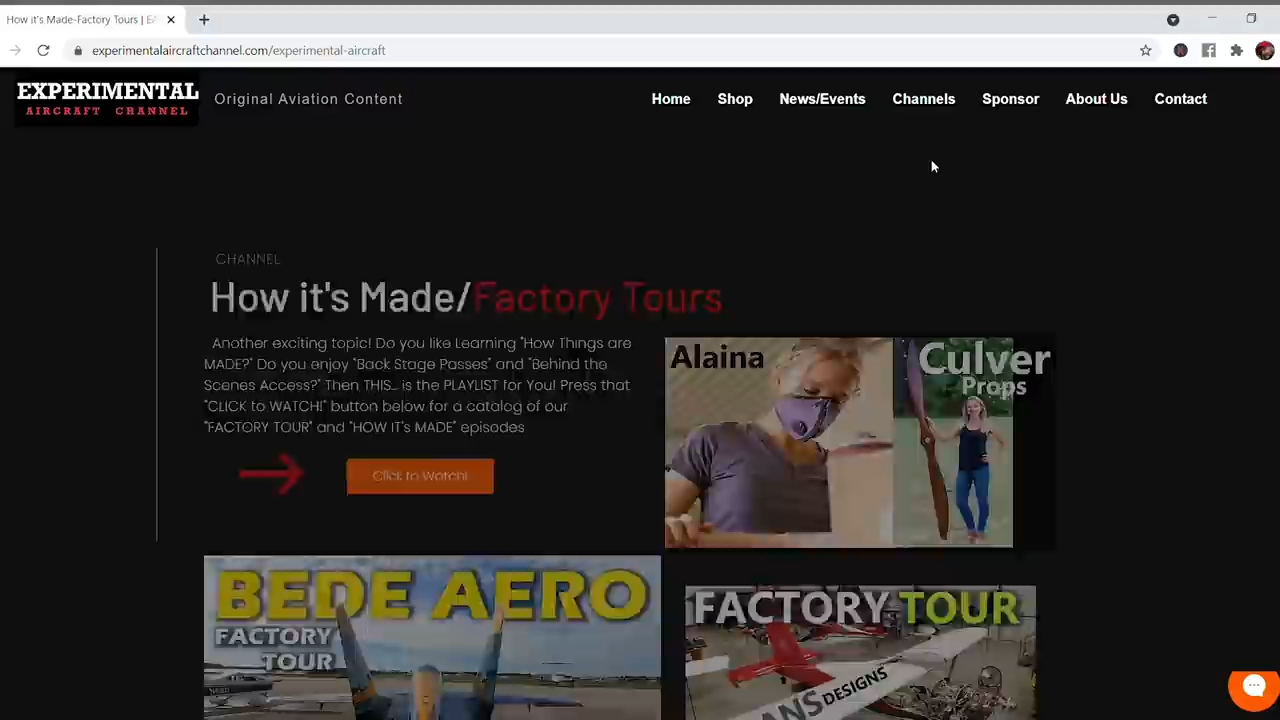 How it's Made-Factory Tours |
experimentalaircraftchannel.com/experimental-aircraft
EXPERIMENTAL
AIRCRAFT CHANNEL
Original Aviation Content
Home
Shop
News/Events
Channels
Sponsor
About Us
Contact
CHANNEL
How it's Made/Factory Tours
Another exciting topic! Do you like Learning "How Things are
MADE?" Do you enjoy "Back Stage Passes" and "Behind the
Scenes Access?" Then THIS... is the PLAYLIST for You! Press that
"CLICK to WATCH!" button below for a catalog of our
"FACTORY TOUR" and "HOW IT's MADE" episodes
Click to Watch!
Alaina
Culver
Props
BEDE AERO
FACTORY
TOUR
FACTORY TOUR
ANS DESIGNS